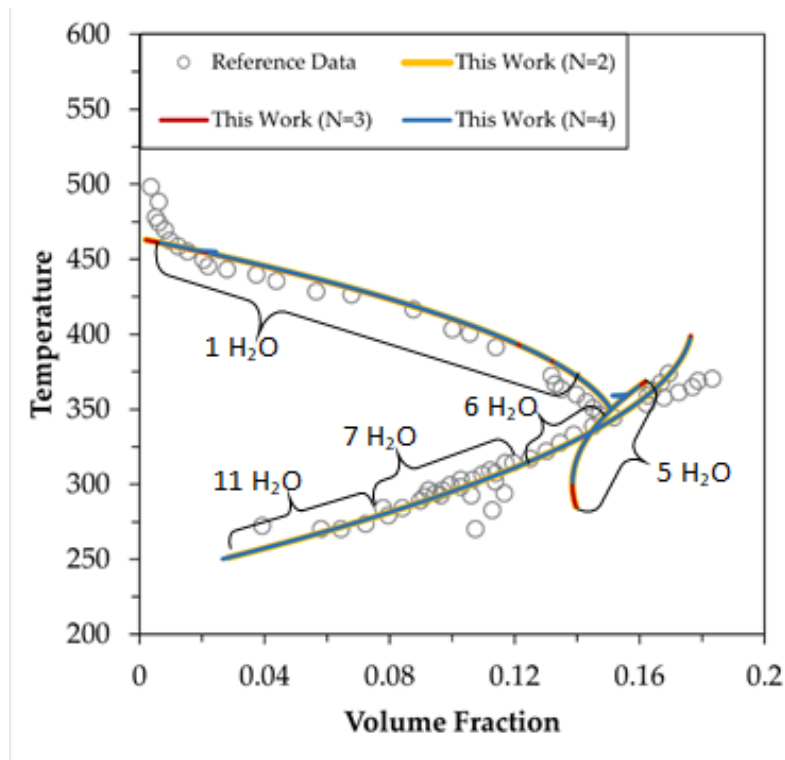 600
550
500
450
400
350
300
250
200
Temperature
Reference Data
This Work (N=2)
This Work (N=3)
This Work (N=4)
1 H₂O
6 H₂O
7 H₂O
11 H₂O
5 H₂O
0
0.04
0.08
0.12
0.16
0.2
Volume Fraction